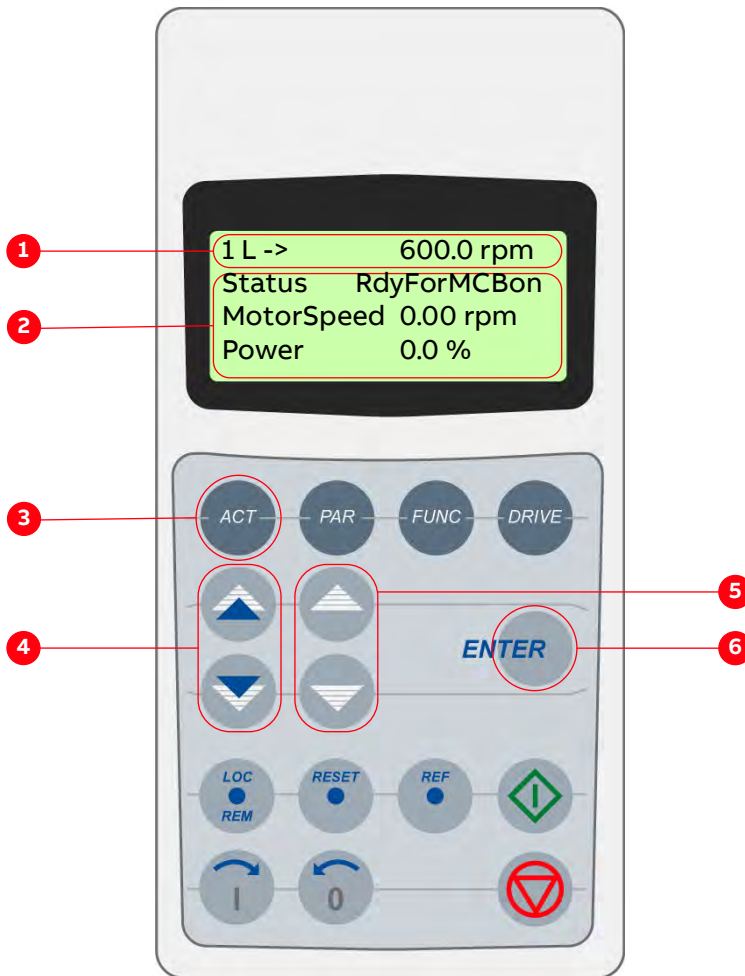 1 L -> 600.0 rpm
Status RdyForMCBon
MotorSpeed 0.00 rpm
Power 0.0 %
1
2
3
ACT PAR FUNC DRIVE
5
4
ENTER
6
LOC
REM
RESET
REF
I
I
0